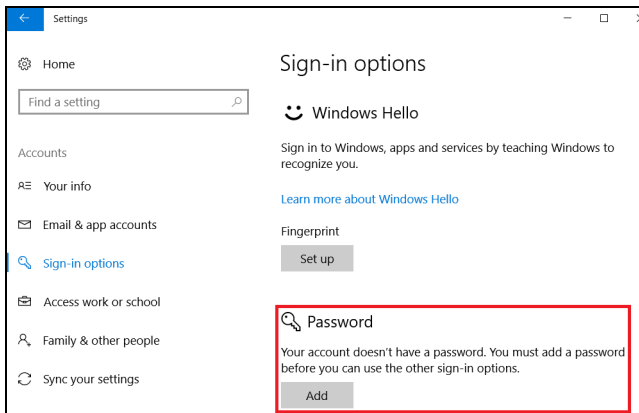 Settings
Home
Find a setting
Accounts
Your info
Email & app accounts
Sign-in options
Access work or school
Family & other people
Sync your settings
Sign-in options
Windows Hello
Sign in to Windows, apps and services by teaching Windows to
recognize you.
Learn more about Windows Hello
Fingerprint
Set up
Password
Your account doesn't have a password. You must add a password
before you can use the other sign-in options.
Add